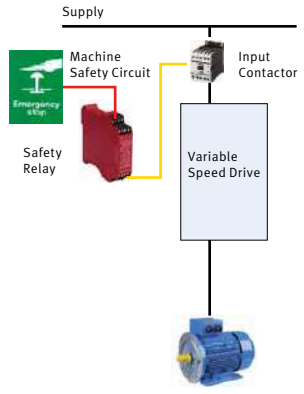 Supply
Machine
Safety Circuit
Input
Contactor
Emergency
stop
Safety
Relay
Variable
Speed Drive